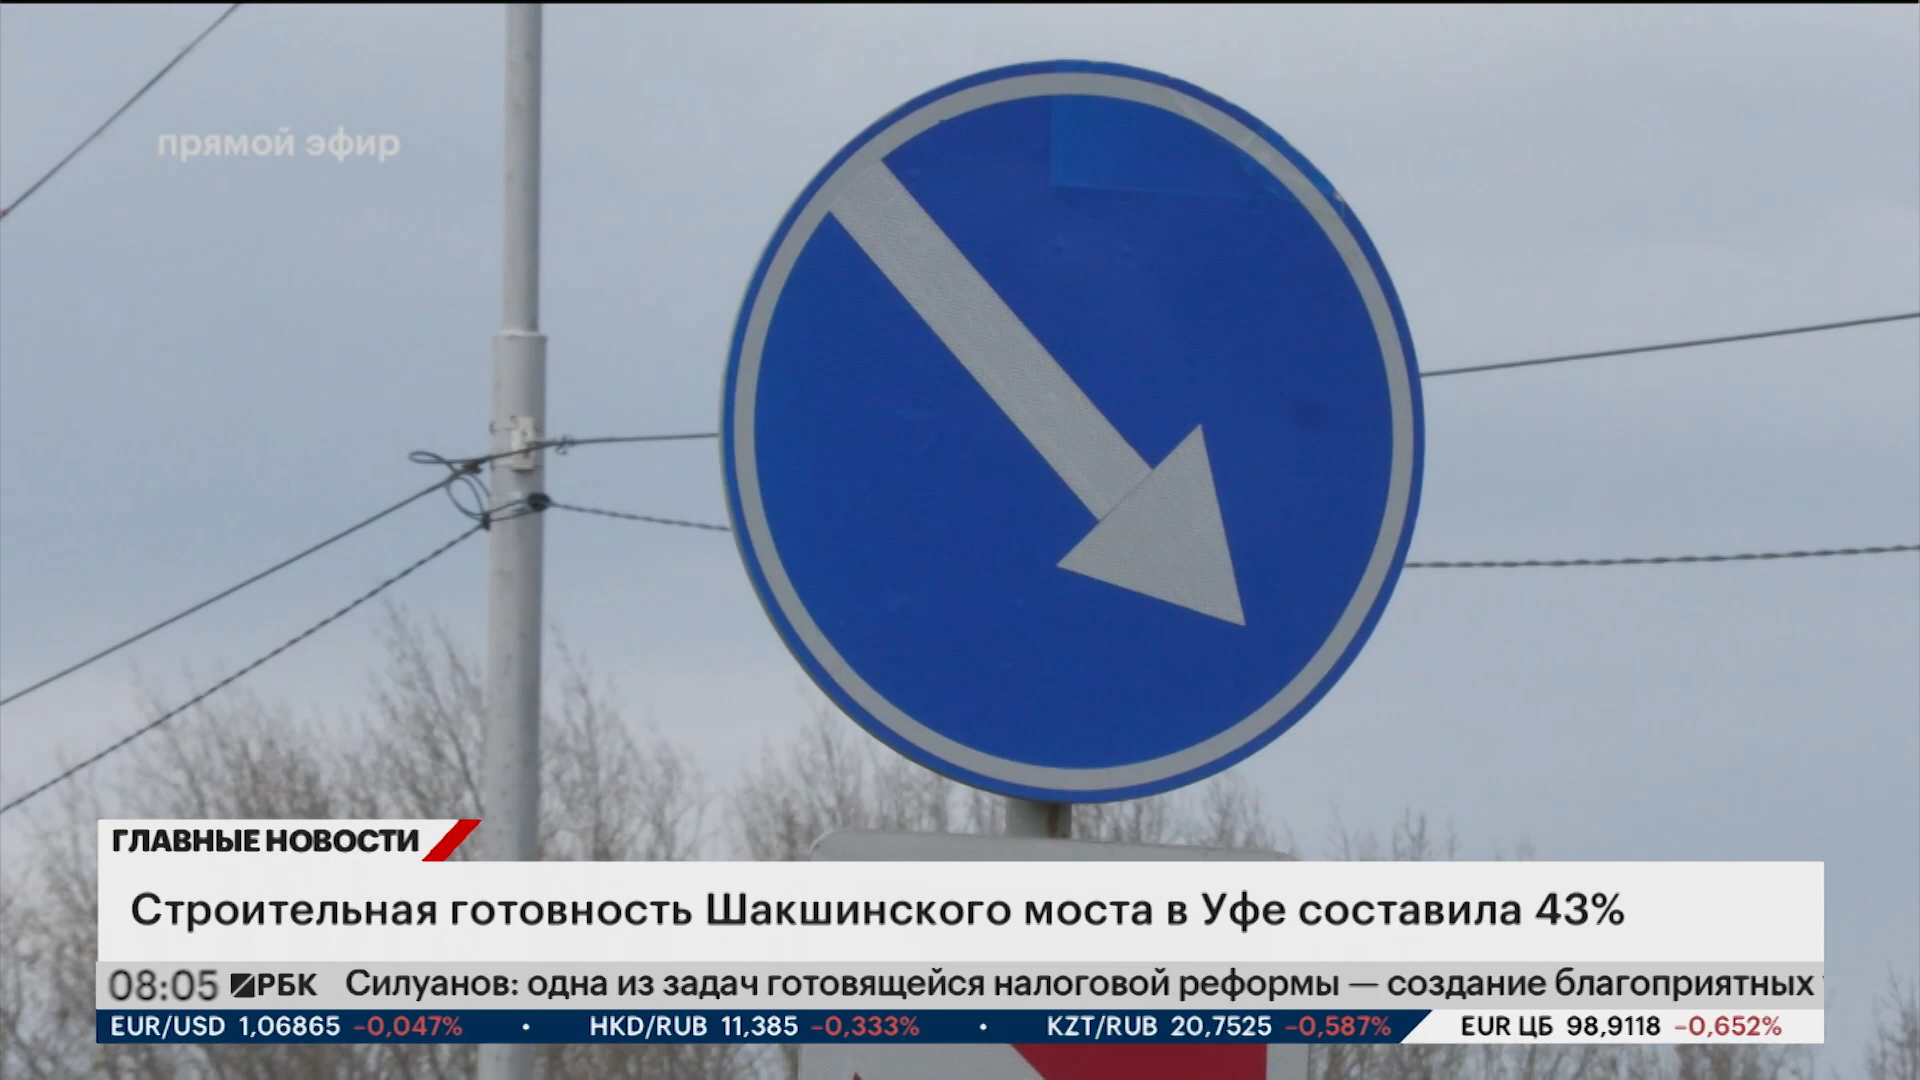 прямой эфир
ГЛАВНЫЕ НОВОСТИ
Строительная готовность Шакшинского моста в Уфе составила 43%
08:05 РБК Силуанов: одна из задач готовящейся налоговой реформы — создание благоприятных
EUR/USD 1,06865 -0,047% • HKD/RUB 11,385 -0,333% • KZT/RUB 20,7525 -0,587% EUR ЦБ 98,9118 -0,652%